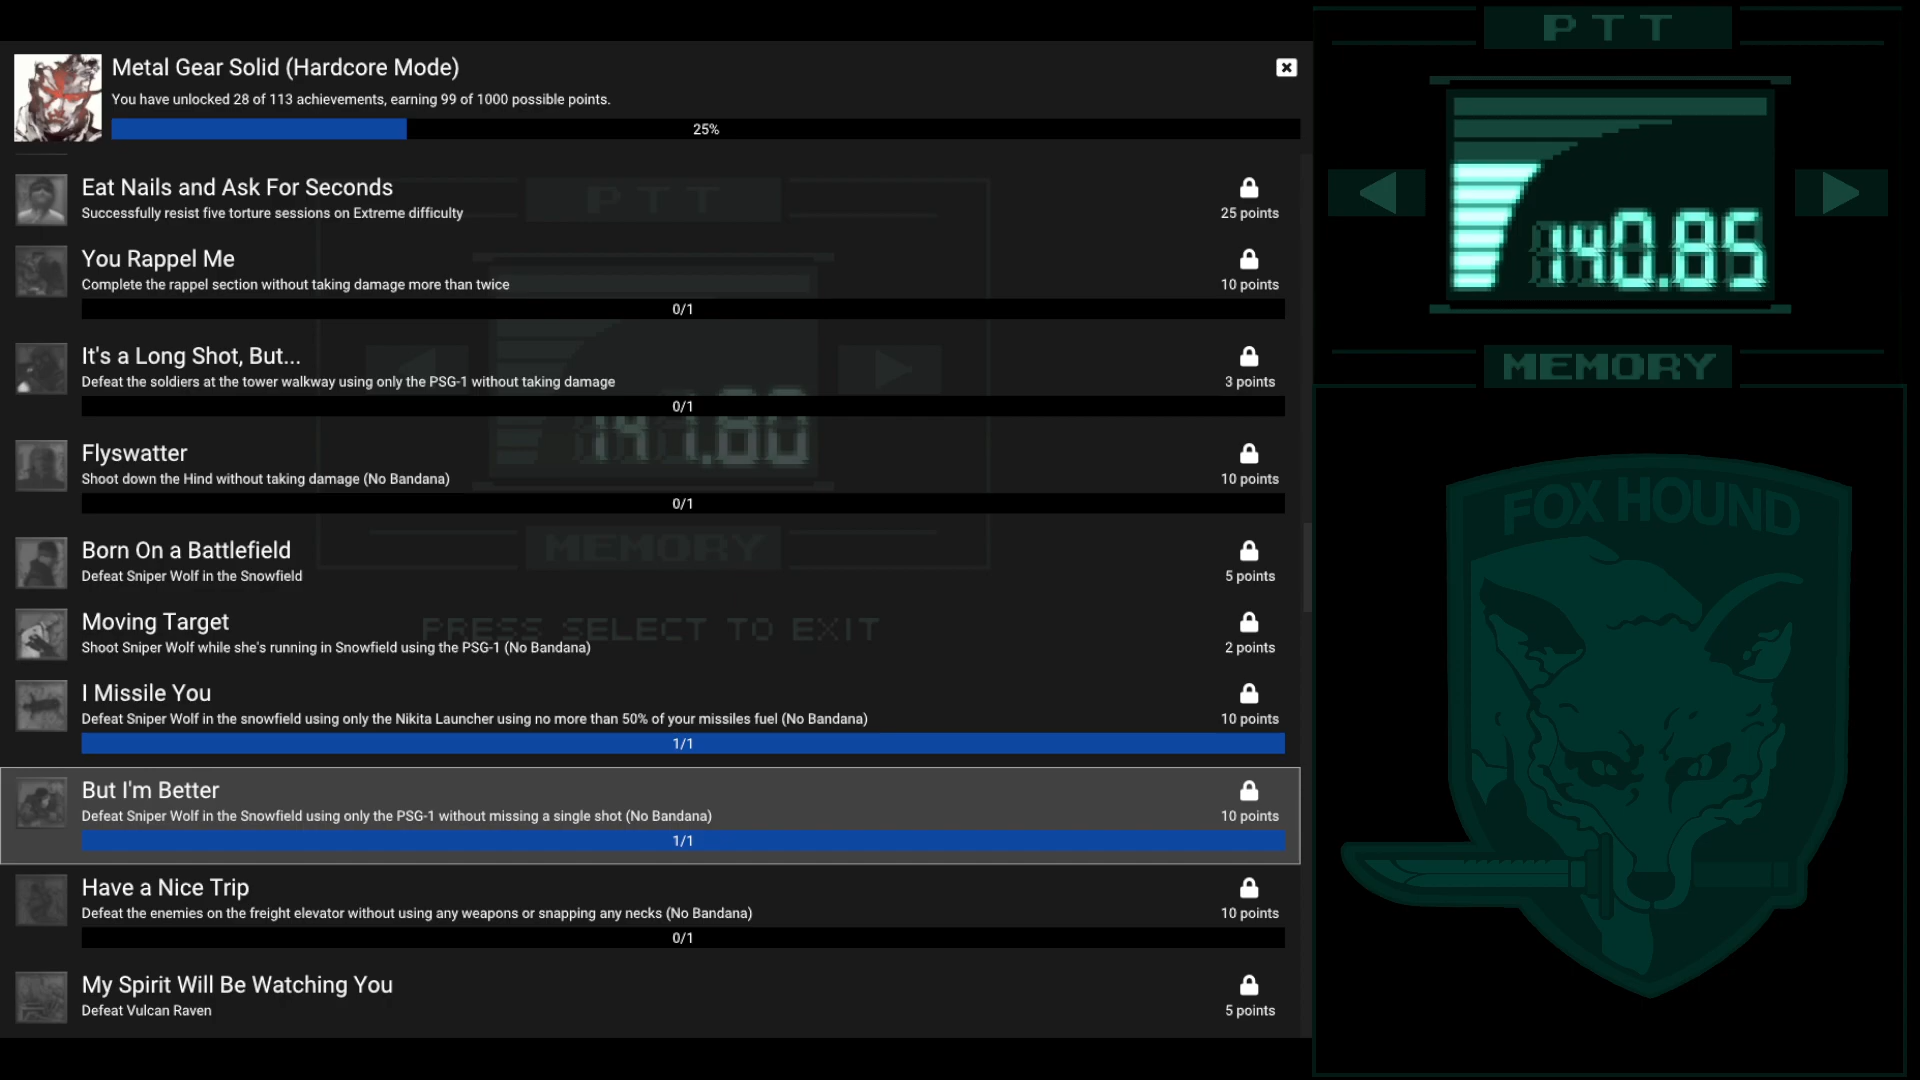 Metal Gear Solid (Hardcore Mode)
You have unlocked 28 of 113 achievements, earning 99 of 1000 possible points.
25%
Eat Nails and Ask For Seconds
Successfully resist five torture sessions on Extreme difficulty
25 points
You Rappel Me
Complete the rappel section without taking damage more than twice
10 points
0/1
It's a Long Shot, But...
Defeat the soldiers at the tower walkway using only the PSG-1 without taking damage
3 points
0/1
Flyswatter
Shoot down the Hind without taking damage (No Bandana)
10 points
0/1
Born On a Battlefield
Defeat Sniper Wolf in the Snowfield
5 points
Moving Target
Shoot Sniper Wolf while she's running in Snowfield using the PSG-1 (No Bandana)
2 points
I Missile You
Defeat Sniper Wolf in the snowfield using only the Nikita Launcher using no more than 50% of your missiles fuel (No Bandana)
10 points
1/1
But I'm Better
Defeat Sniper Wolf in the Snowfield using only the PSG-1 without missing a single shot (No Bandana)
10 points
1/1
Have a Nice Trip
Defeat the enemies on the freight elevator without using any weapons or snapping any necks (No Bandana)
10 points
0/1
My Spirit Will Be Watching You
Defeat Vulcan Raven
5 points
PTT
141.80
MEMORY
PRESS SELECT TO EXIT
PTT
140.85
MEMORY
FOX HOUND